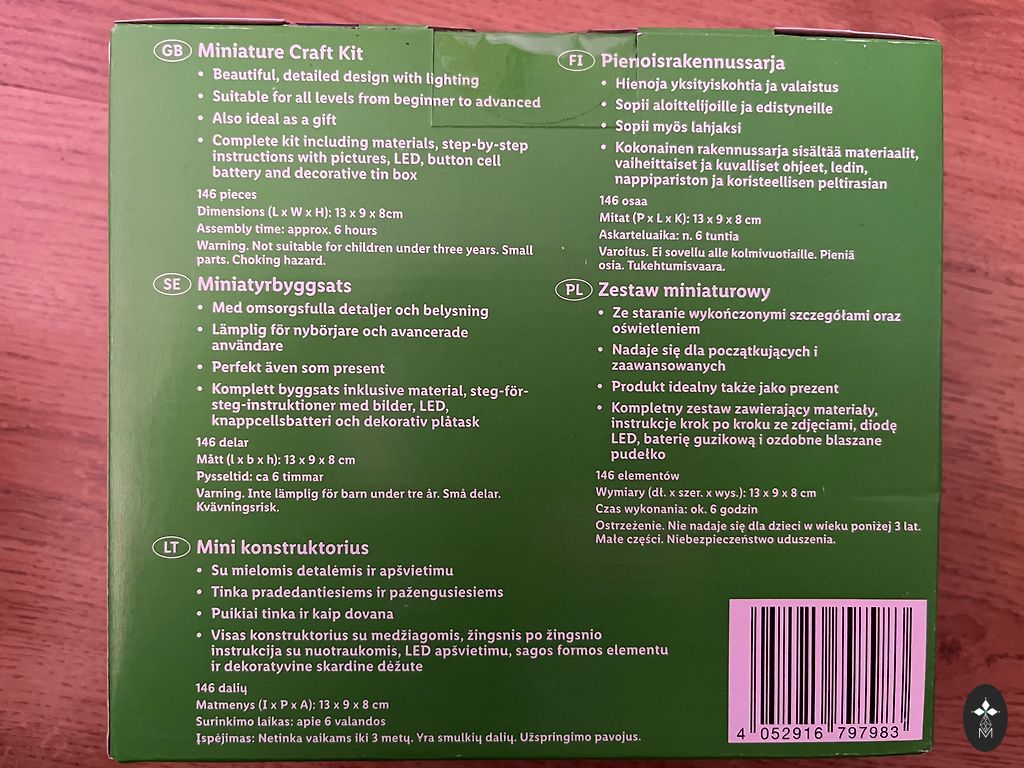 GB Miniature Craft Kit
• Beautiful, detailed design with lighting
• Suitable for all levels from beginner to advanced
• Also ideal as a gift
• Complete kit including materials, step-by-step
instructions with pictures, LED, button cell
battery and decorative tin box
146 pieces
Dimensions (L x W x H): 13 x 9 x 8cm
Assembly time: approx. 6 hours
Warning. Not suitable for children under three years. Small
parts. Choking hazard.
SE Miniatyrbyggsats
• Med omsorgsfulla detaljer och belysning
• Lämplig för nybörjare och avancerade
användare
• Perfekt även som present
• Komplett byggsats inklusive material, steg-för-
steg-instruktioner med bilder, LED,
knappcellsbatteri och dekorativ plåtask
146 delar
Mått (l x b x h): 13 x 9 x 8 cm
Pysseltid: ca 6 timmar
Varning. Inte lämplig för barn under tre år. Små delar.
Kvävningsrisk.
LT Mini konstruktorius
• Su mielomis detalėmis ir apšvietimu
• Tinka pradedantiesiems ir pažengusiesiems
• Puikiai tinka ir kaip dovana
• Visas konstruktorius su medžiagomis, žingsnis po žingsnio
instrukcija su nuotraukomis, LED apšvietimu, sagos formos elementu
ir dekoratyvine skardine dėžute
146 dalių
Matmenys (I x P x A): 13 x 9 x 8 cm
Surinkimo laikas: apie 6 valandos
Įspėjimas: Netinka vaikams iki 3 metų. Yra smulkių dalių. Užspringimo pavojus.
FI Pienoisrakennussarja
• Hienoja yksityiskohtia ja valaistus
• Sopii aloittelijoille ja edistyneille
• Sopii myös lahjaksi
• Kokonainen rakennussarja sisältää materiaalit,
vaiheittaiset ja kuvalliset ohjeet, ledin,
nappipariston ja koristeellisen peltirasian
146 osaa
Mitat (P x L x K): 13 x 9 x 8 cm
Askarteluaika: n. 6 tuntia
Varoitus. Ei sovellu alle kolmivuotiaille. Pieniä
osia. Tukehtumisvaara.
PL Zestaw miniaturowy
• Ze staranie wykończonymi szczegółami oraz
oświetleniem
• Nadaje się dla początkujących i
zaawansowanych
• Produkt idealny także jako prezent
• Kompletny zestaw zawierający materiały,
instrukcje krok po kroku ze zdjęciami, diodę
LED, baterię guzikową i ozdobne blaszane
pudełko
146 elementów
Wymiary (dł. x szer. x wys.): 13 x 9 x 8 cm
Czas wykonania: ok. 6 godzin
Ostrzeżenie. Nie nadaje się dla dzieci w wieku poniżej 3 lat.
Małe części. Niebezpieczeństwo uduszenia.
4 052916 797983
M